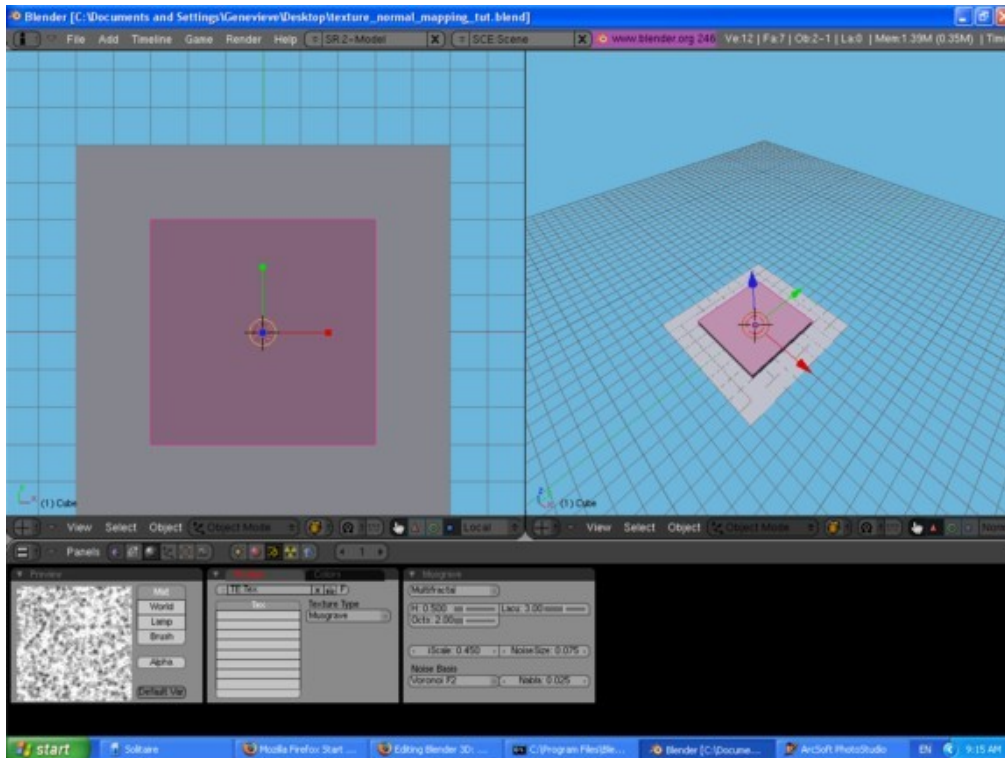 Blender [C:\Documents and Settings\Genevieve\Desktop\texture_normal_mapping_tut.blend]
File Add Timeline Game Render Help SR:2-Model X SCE:Scene X www.blender.org 246 Ve:12 | Fa:7 | Ob:2-1 | La:0 | Mem:1.39M (0.35M) | Tim
(1) Cube
(1) Cube
View Select Object Object Mode Local
View Select Object Object Mode
Panels 1
Preview
Mat
World
Lamp
Brush
Alpha
Default Var
Texture Colors
TE:Tex X F
Tex
Texture Type
Musgrave
Musgrave
Multifractal
H: 0.500 Lacu: 3.00
Octs: 2.00
iScale: 0.450 NoiseSize: 0.075
Noise Basis
Voronoi F2 Nabla: 0.025
start Solitaire Mozilla Firefox Start ... Editing Blender 3D: ... C:\Program Files\Ble... Blender [C:\Docume... ArcSoft PhotoStudio EN 9:15 AM